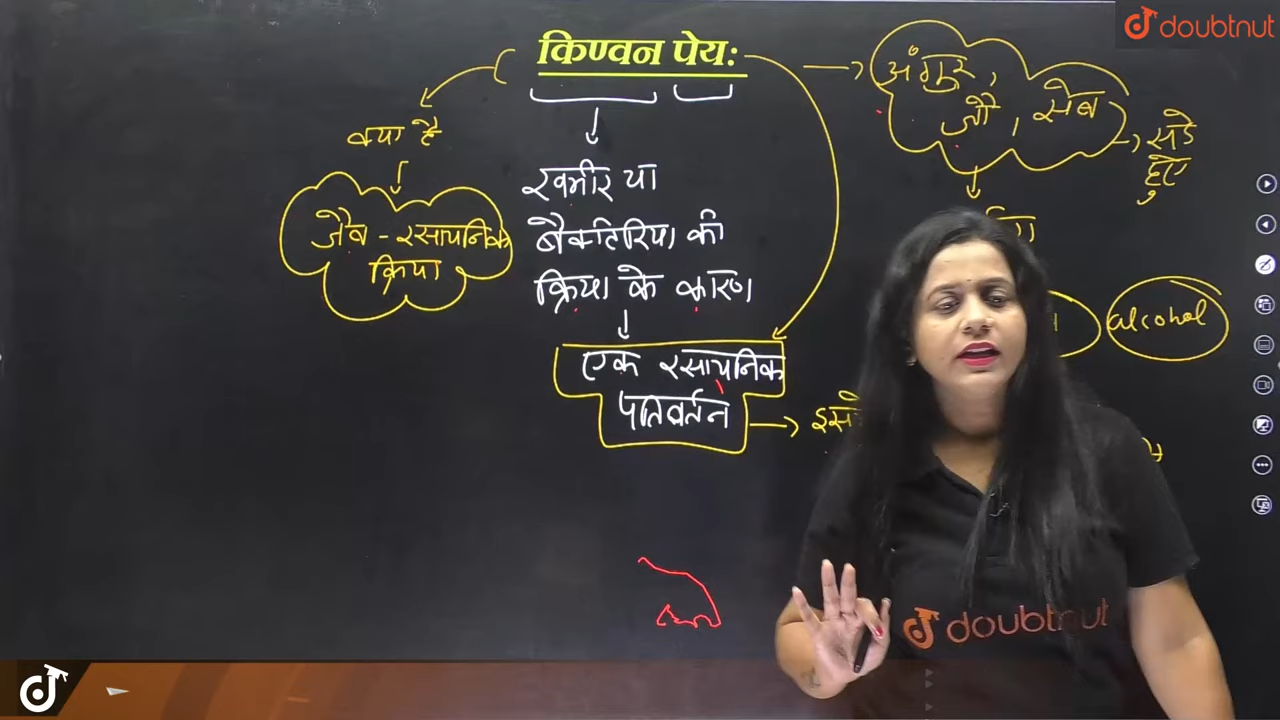 doubtnut
किण्वन पेय:
अंगुर,
जौ, सेब
सडे
हुए
क्या है
जैव - रसायनिक
क्रिया
खमीर या
बैक्टिरिया की
क्रिया के कारण
alcohol
एक रसायनिक
परिवर्तन
doubtnut